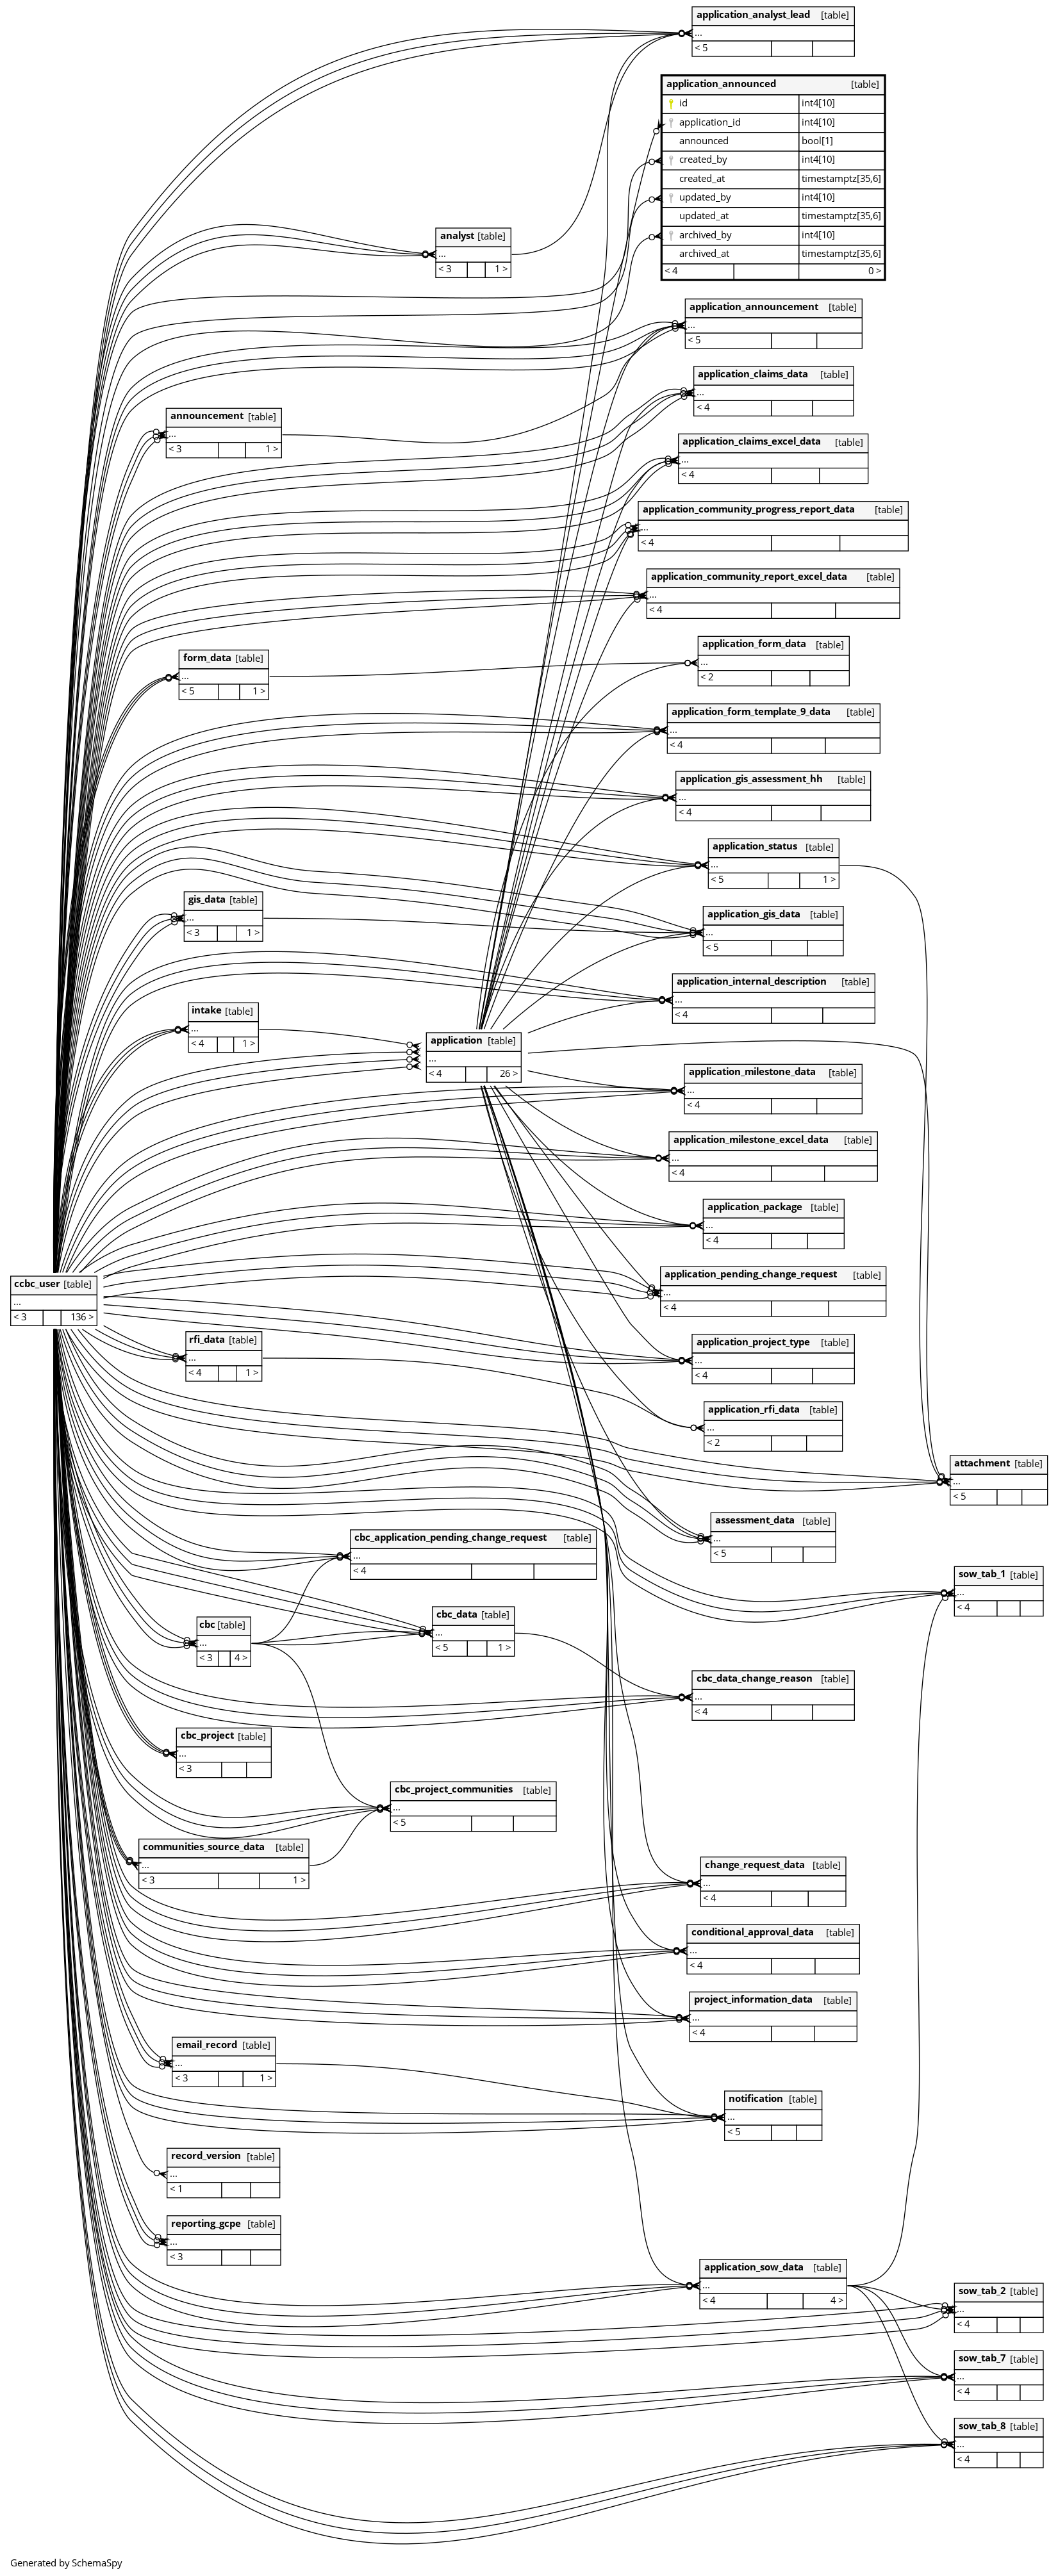 application_analyst_lead [table]
...
< 5
application_announced [table]
id int4[10]
application_id int4[10]
announced bool[1]
created_by int4[10]
created_at timestamptz[35,6]
updated_by int4[10]
updated_at timestamptz[35,6]
archived_by int4[10]
archived_at timestamptz[35,6]
< 4 0 >
analyst [table]
...
< 3 1 >
application_announcement [table]
...
< 5
application_claims_data [table]
...
< 4
announcement [table]
...
< 3 1 >
application_claims_excel_data [table]
...
< 4
application_community_progress_report_data [table]
...
< 4
application_community_report_excel_data [table]
...
< 4
application_form_data [table]
...
< 2
form_data [table]
...
< 5 1 >
application_form_template_9_data [table]
...
< 4
application_gis_assessment_hh [table]
...
< 4
application_status [table]
...
< 5 1 >
gis_data [table]
...
< 3 1 >
application_gis_data [table]
...
< 5
application_internal_description [table]
...
< 4
intake [table]
...
< 4 1 >
application [table]
...
< 4 26 >
application_milestone_data [table]
...
< 4
application_milestone_excel_data [table]
...
< 4
application_package [table]
...
< 4
application_pending_change_request [table]
...
< 4
ccbc_user [table]
...
< 3 136 >
rfi_data [table]
...
< 4 1 >
application_project_type [table]
...
< 4
application_rfi_data [table]
...
< 2
attachment [table]
...
< 5
assessment_data [table]
...
< 5
cbc_application_pending_change_request [table]
...
< 4
sow_tab_1 [table]
...
< 4
cbc [table]
...
< 3 4 >
cbc_data [table]
...
< 5 1 >
cbc_data_change_reason [table]
...
< 4
cbc_project [table]
...
< 3
cbc_project_communities [table]
...
< 5
communities_source_data [table]
...
< 3 1 >
change_request_data [table]
...
< 4
conditional_approval_data [table]
...
< 4
project_information_data [table]
...
< 4
email_record [table]
...
< 3 1 >
notification [table]
...
< 5
record_version [table]
...
< 1
reporting_gcpe [table]
...
< 3
application_sow_data [table]
...
< 4 4 >
sow_tab_2 [table]
...
< 4
sow_tab_7 [table]
...
< 4
sow_tab_8 [table]
...
< 4
Generated by SchemaSpy